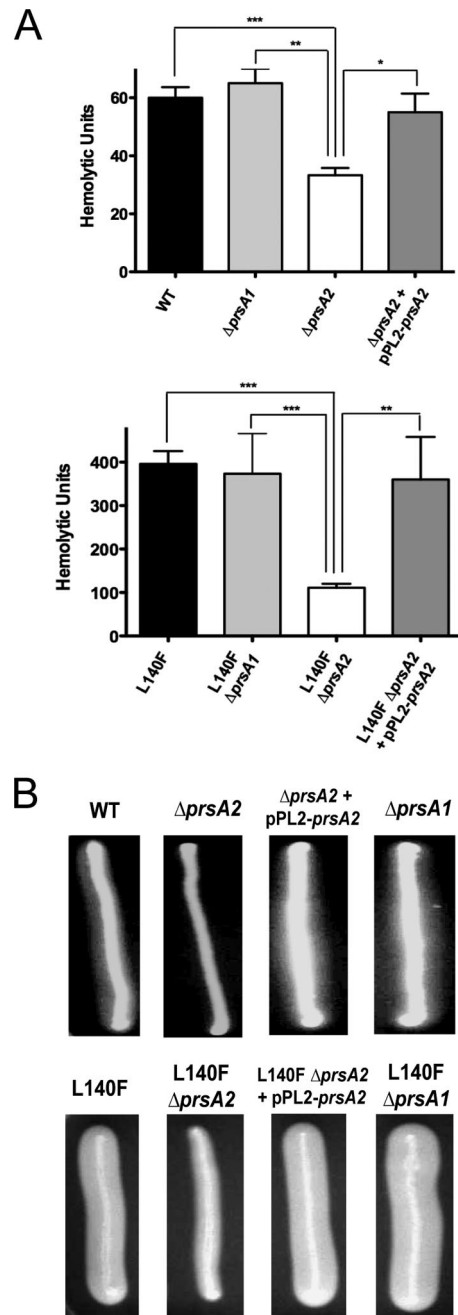 A
***
**
*
Hemolytic Units
60
40
20
0
WT
ΔprsA1
ΔprsA2
ΔprsA2 +
pPL2-prsA2
***
***
**
Hemolytic Units
400
300
200
100
0
L140F
L140F
ΔprsA1
L140F
ΔprsA2
L140F ΔprsA2
+ pPL2-prsA2
B
WT
ΔprsA2
ΔprsA2 +
pPL2-prsA2
ΔprsA1
L140F
L140F
ΔprsA2
L140F ΔprsA2
+ pPL2-prsA2
L140F
ΔprsA1